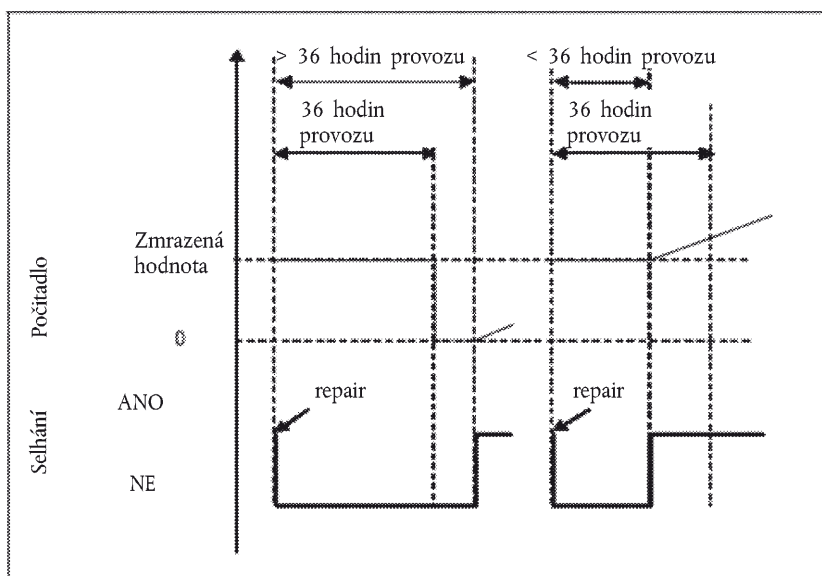 > 36 hodin provozu
< 36 hodin provozu
36 hodin
provozu
36 hodin
provozu
Zmrazená
hodnota
Počítadlo
0
repair
repair
ANO
Selhání
NE